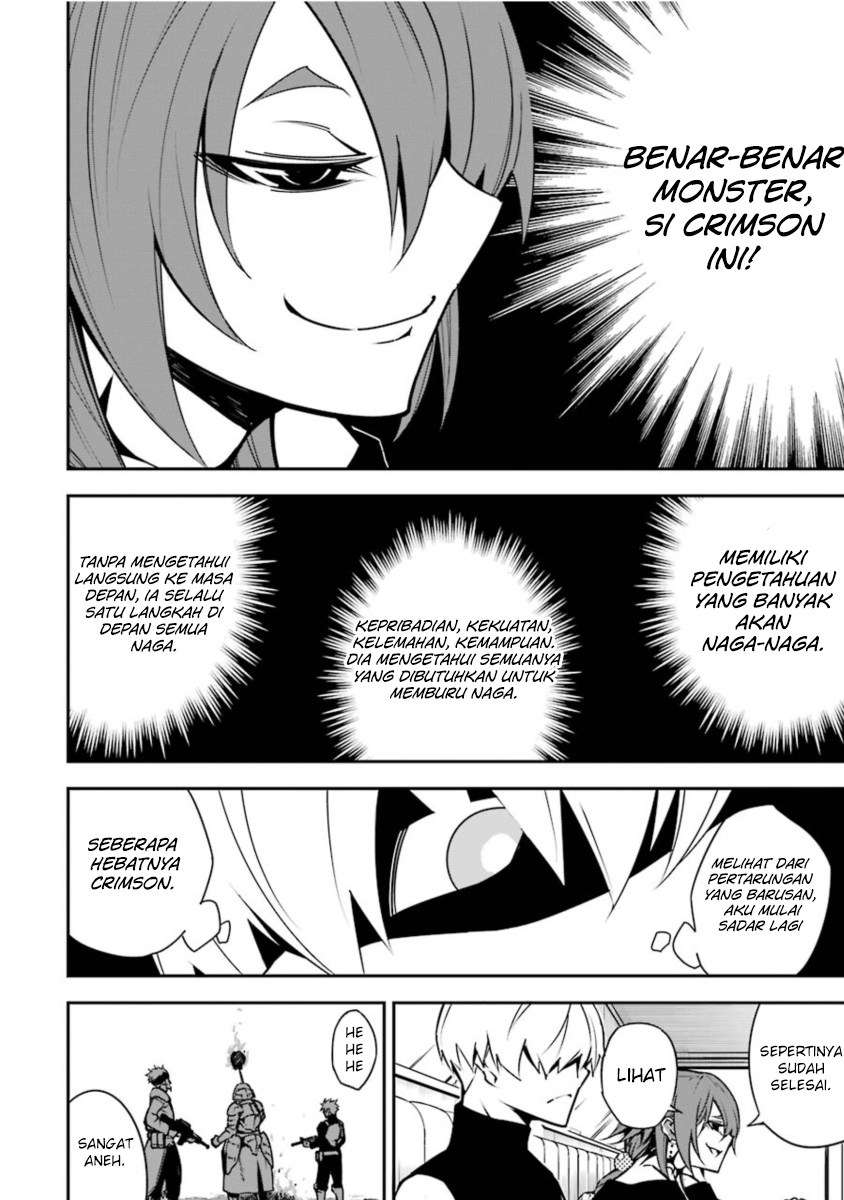 BENAR-BENAR
MONSTER,
SI CRIMSON
INI!
MEMILIKI
PENGETAHUAN
YANG BANYAK
AKAN
NAGA-NAGA.
KEPRIBADIAN, KEKUATAN,
KELEMAHAN, KEMAMPUAN.
DIA MENGETAHUI SEMUANYA
YANG DIBUTUHKAN UNTUK
MEMBURU NAGA.
TANPA MENGETAHUI
LANGSUNG KE MASA
DEPAN, IA SELALU
SATU LANGKAH DI
DEPAN SEMUA
NAGA.
MELIHAT DARI
PERTARUNGAN
YANG BARUSAN,
AKU MULAI
SADAR LAGI
SEBERAPA
HEBATNYA
CRIMSON.
SEPERTINYA
SUDAH
SELESAI.
LIHAT
HE
HE
HE
SANGAT
ANEH.